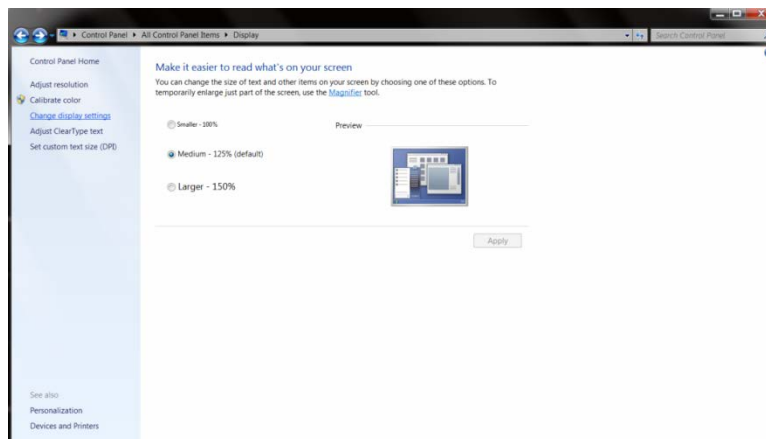 Control Panel ▸ All Control Panel Items ▸ Display
Search Control Panel
Control Panel Home
Adjust resolution
Calibrate color
Change display settings
Adjust ClearType text
Set custom text size (DPI)
Make it easier to read what's on your screen
You can change the size of text and other items on your screen by choosing one of these options. To
temporarily enlarge just part of the screen, use the Magnifier tool.
Smaller - 100%
Preview
Medium - 125% (default)
Larger - 150%
Apply
See also
Personalization
Devices and Printers